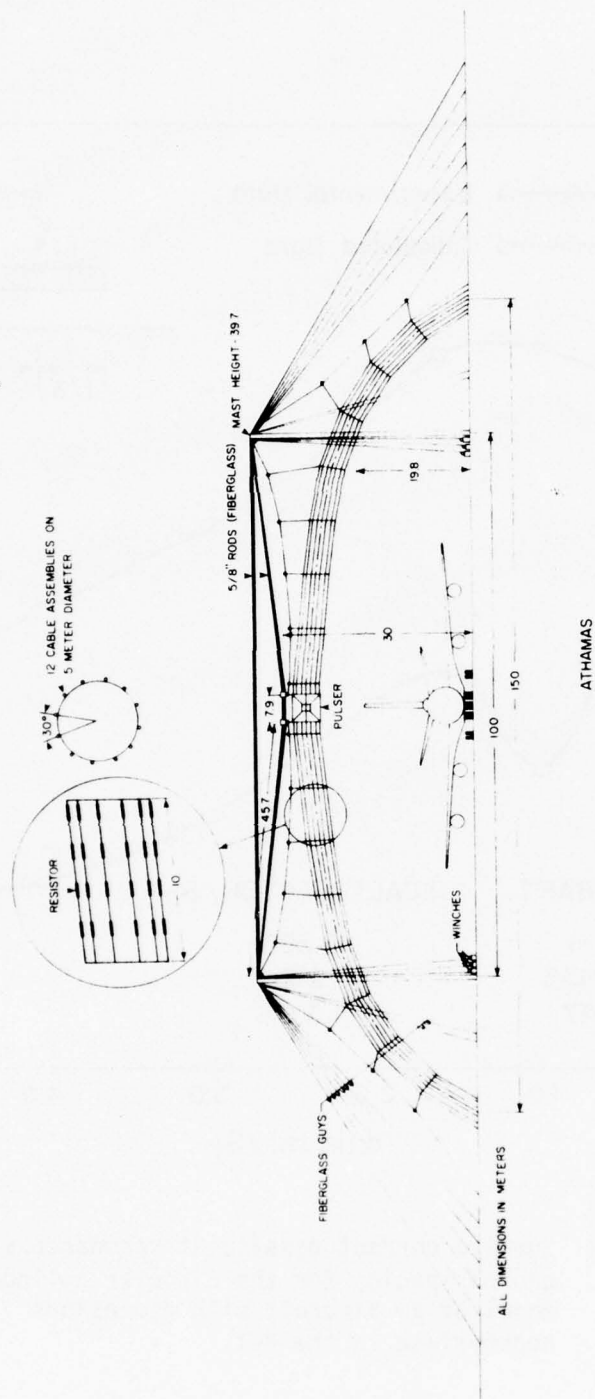 12 CABLE ASSEMBLIES ON
5 METER DIAMETER
30°
RESISTOR
10
MAST HEIGHT - 39.7
5/8" RODS (FIBERGLASS)
45.7
7.9
PULSER
30
19.8
FIBERGLASS GUYS
WINCHES
100
150
ALL DIMENSIONS IN METERS
ATHAMAS